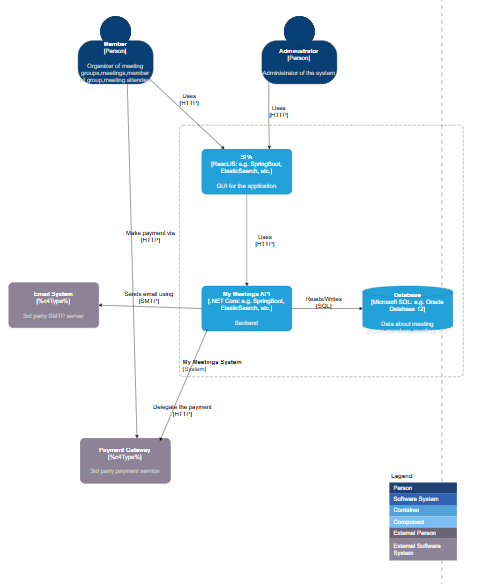 Member
[Person]
Organizer of meeting
groups,meetings,member
of group,meeting attendee
Administrator
[Person]
Administrator of the system
Uses
[HTTP]
Uses
[HTTP]
SPA
[ReactJS: e.g. SpringBoot,
ElasticSearch, etc.]
GUI for the application
Make payment via
[HTTP]
Uses
[HTTP]
Email System
[%c4Type%]
3rd party SMTP server
Sends email using
[SMTP]
My Meetings API
[.NET Core: e.g. SpringBoot,
ElasticSearch, etc.]
Backend
Reads/Writes
[SQL]
Database
[Microsoft SQL: e.g. Oracle
Database 12]
Data about meeting
My Meetings System
[System]
Delegate the payment
[HTTP]
Payment Gateway
[%c4Type%]
3rd party payment service
Legend
Person
Software System
Container
Component
External Person
External Software
System